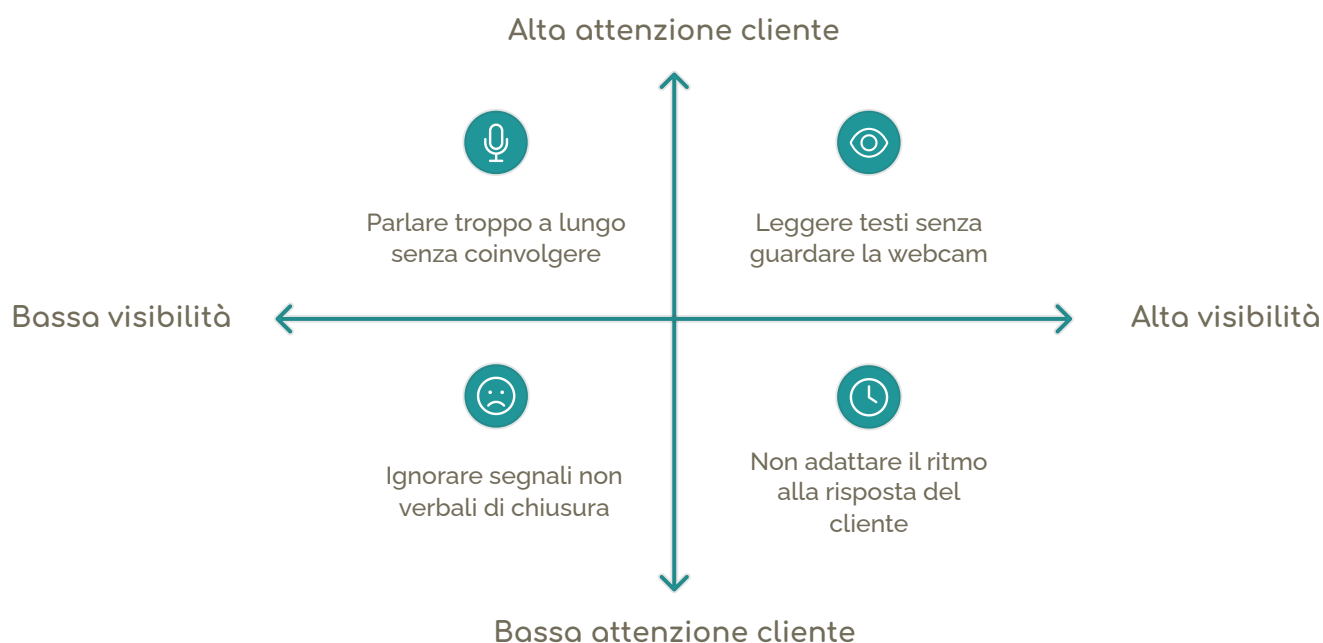 Alta attenzione cliente
Parlare troppo a lungo
senza coinvolgere
Leggere testi senza
guardare la webcam
Bassa visibilità
Alta visibilità
Ignorare segnali non
verbali di chiusura
Non adattare il ritmo
alla risposta del
cliente
Bassa attenzione cliente